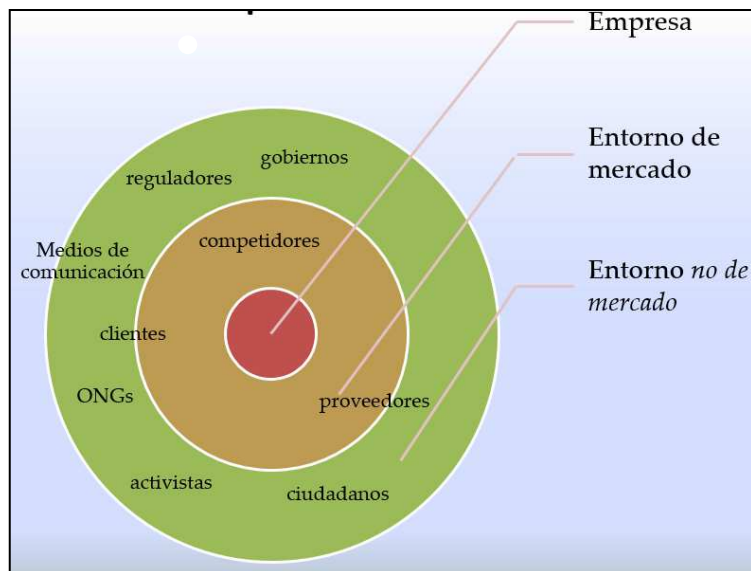 Empresa
Entorno de
mercado
Entorno no de
mercado
gobiernos
reguladores
competidores
Medios de
comunicación
clientes
ONGs
proveedores
activistas
ciudadanos